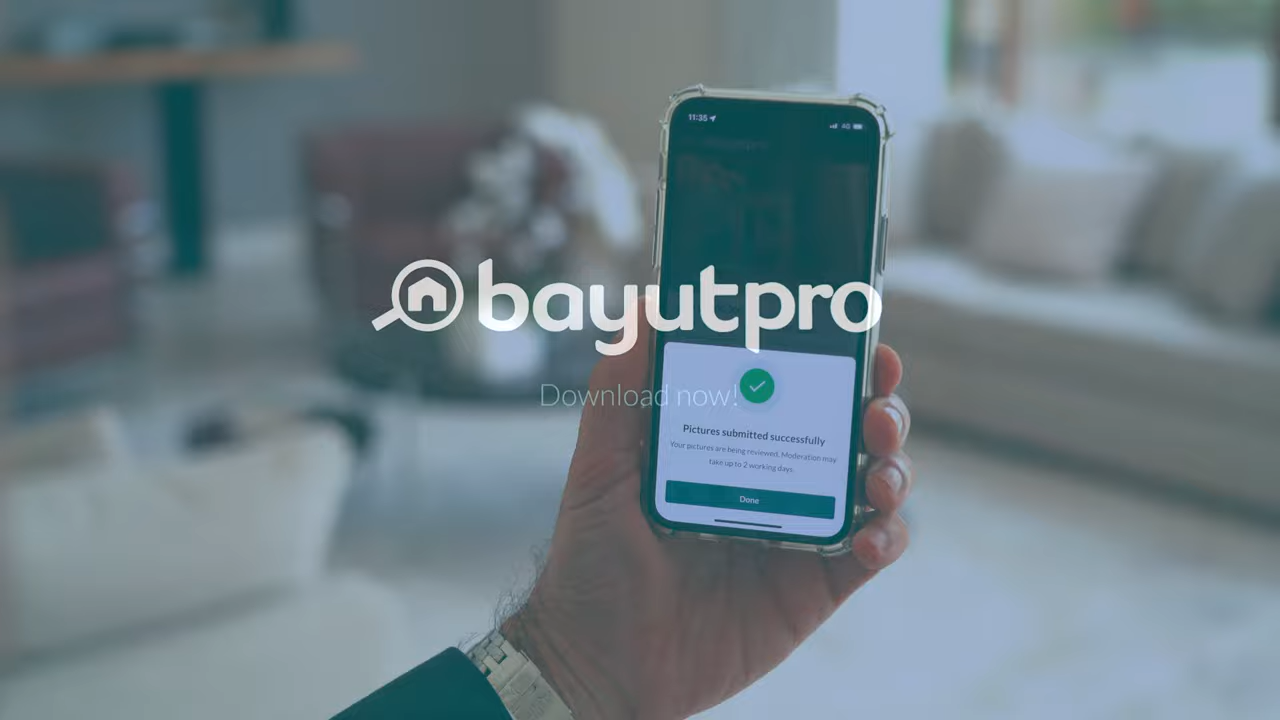 11:35
4G
bayutpro
Download now!
Pictures submitted successfully
Your pictures are being reviewed. Moderation may
take up to 2 working days.
Done